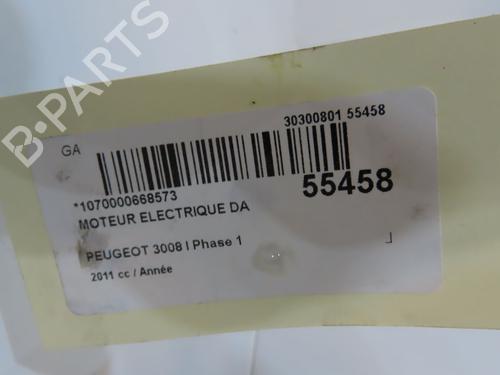 B-PARTS
GA
30300801 55458
*1070000668573
55458
MOTEUR ELECTRIQUE DA
PEUGEOT 3008 I Phase 1
2011 cc / Année